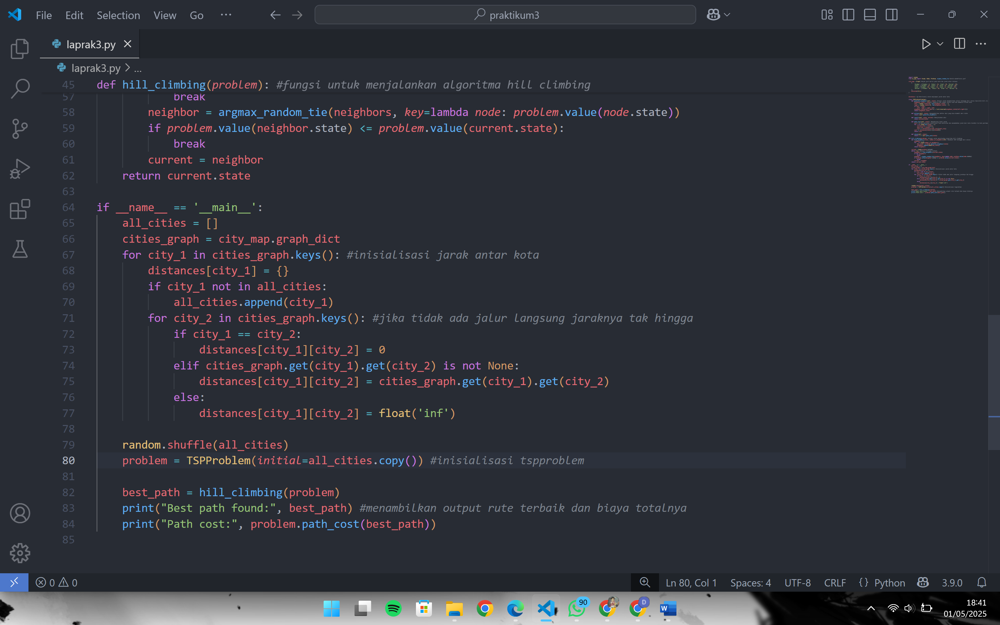 File Edit Selection View Go ··· praktikum3
laprak3.py
laprak3.py > ...
45 def hill_climbing(problem): #fungsi untuk menjalankan algoritma hill climbing
57 break
58 neighbor = argmax_random_tie(neighbors, key=lambda node: problem.value(node.state))
59 if problem.value(neighbor.state) <= problem.value(current.state):
60 break
61 current = neighbor
62 return current.state
63
64 if __name__ == '__main__':
65 all_cities = []
66 cities_graph = city_map.graph_dict
67 for city_1 in cities_graph.keys(): #inisialisasi jarak antar kota
68 distances[city_1] = {}
69 if city_1 not in all_cities:
70 all_cities.append(city_1)
71 for city_2 in cities_graph.keys(): #jika tidak ada jalur langsung jaraknya tak hingga
72 if city_1 == city_2:
73 distances[city_1][city_2] = 0
74 elif cities_graph.get(city_1).get(city_2) is not None:
75 distances[city_1][city_2] = cities_graph.get(city_1).get(city_2)
76 else:
77 distances[city_1][city_2] = float('inf')
78
79 random.shuffle(all_cities)
80 problem = TSPProblem(initial=all_cities.copy()) #inisialisasi tspproblem
81
82 best_path = hill_climbing(problem)
83 print("Best path found:", best_path) #menambilkan output rute terbaik dan biaya totalnya
84 print("Path cost:", problem.path_cost(best_path))
85
0 0 Ln 80, Col 1 Spaces: 4 UTF-8 CRLF {} Python 3.9.0
90 D W 18:41
01/05/2025